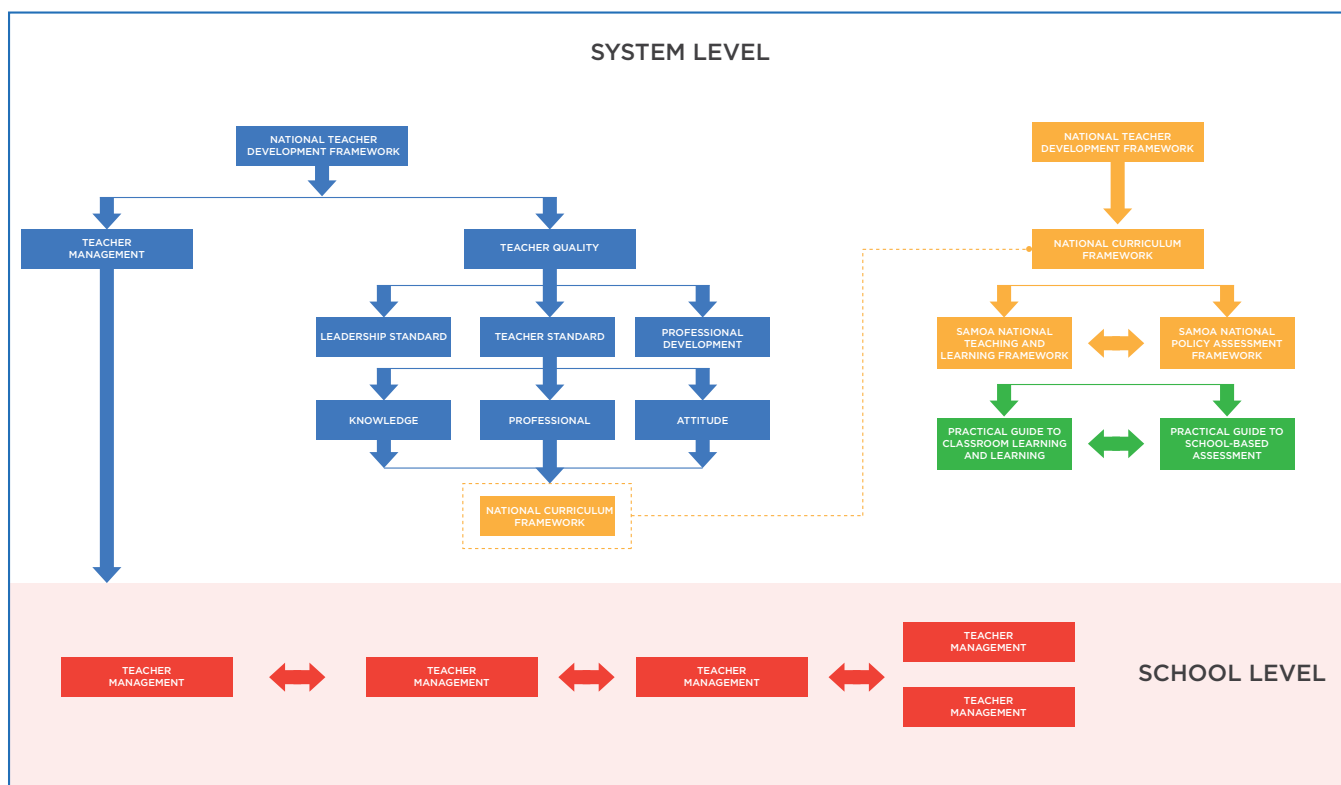 SYSTEM LEVEL
NATIONAL TEACHER
DEVELOPMENT FRAMEWORK
NATIONAL TEACHER
DEVELOPMENT FRAMEWORK
TEACHER
MANAGEMENT
TEACHER QUALITY
NATIONAL CURRICULUM
FRAMEWORK
LEADERSHIP STANDARD
TEACHER STANDARD
PROFESSIONAL
DEVELOPMENT
SAMOA NATIONAL
TEACHING AND
LEARNING FRAMEWORK
SAMOA NATIONAL
POLICY ASSESSMENT
FRAMEWORK
KNOWLEDGE
PROFESSIONAL
ATTITUDE
PRACTICAL GUIDE TO
CLASSROOM LEARNING
AND LEARNING
PRACTICAL GUIDE TO
SCHOOL-BASED
ASSESSMENT
NATIONAL CURRICULUM
FRAMEWORK
TEACHER
MANAGEMENT
TEACHER
MANAGEMENT
TEACHER
MANAGEMENT
TEACHER
MANAGEMENT
TEACHER
MANAGEMENT
SCHOOL LEVEL